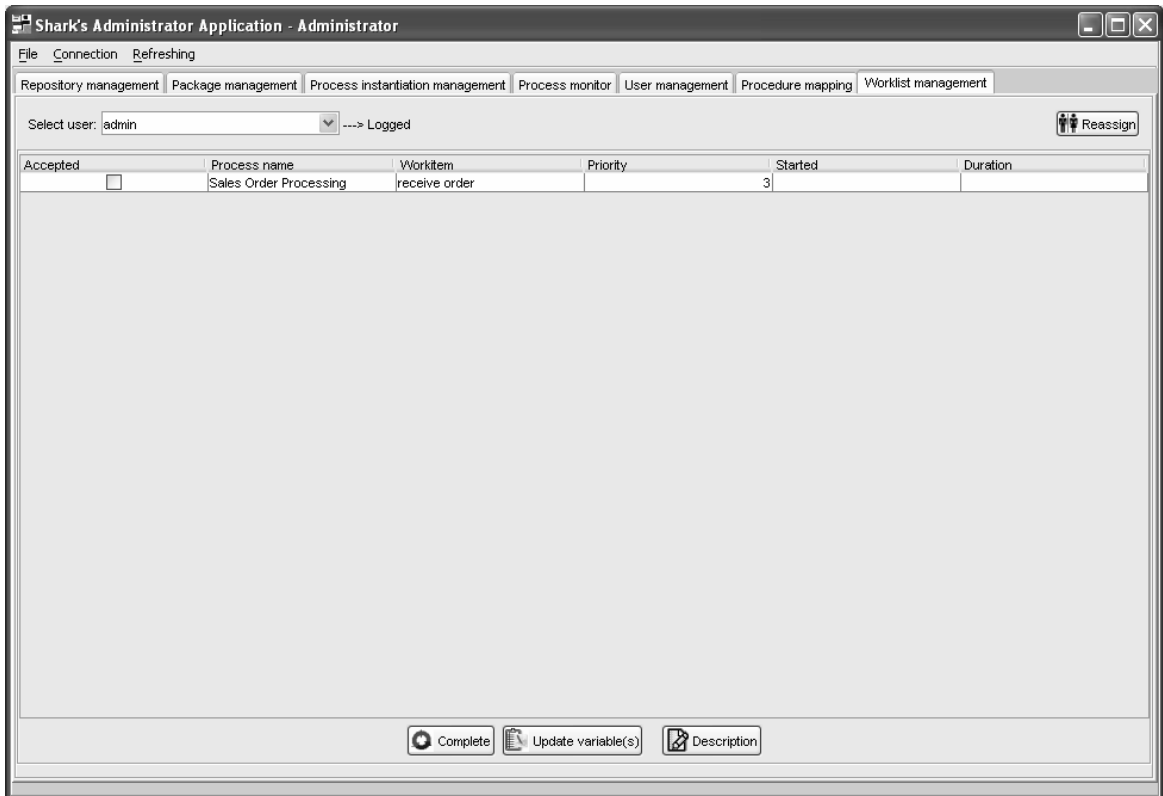 Shark's Administrator Application - Administrator
File Connection Refreshing
Repository management Package management Process instantiation management Process monitor User management Procedure mapping Worklist management
Select user: admin ---> Logged Reassign
Accepted Process name Workitem Priority Started Duration
Sales Order Processing receive order 3
Complete Update variable(s) Description